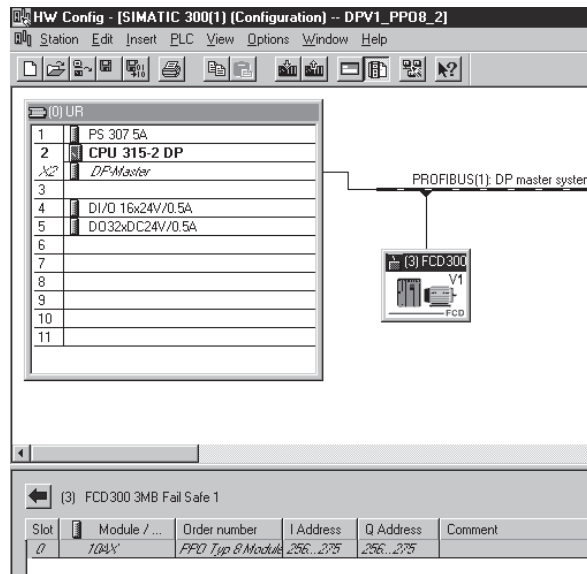 HW Config - [SIMATIC 300(1) (Configuration) -- DPV1_PPO8_2]
Station Edit Insert PLC View Options Window Help
(0) UR
1 PS 307 5A
2 CPU 315-2 DP
X2 DP-Master
3
4 DI/O 16x24V/0.5A
5 DO32xDC24V/0.5A
6
7
8
9
10
11
PROFIBUS(1): DP master system
(3) FCD300
V1
FCD
(3) FCD300 3MB Fail Safe 1
Slot Module / ... Order number I Address Q Address Comment
0 10AX PPO Typ 8 Module 256...275 256...275